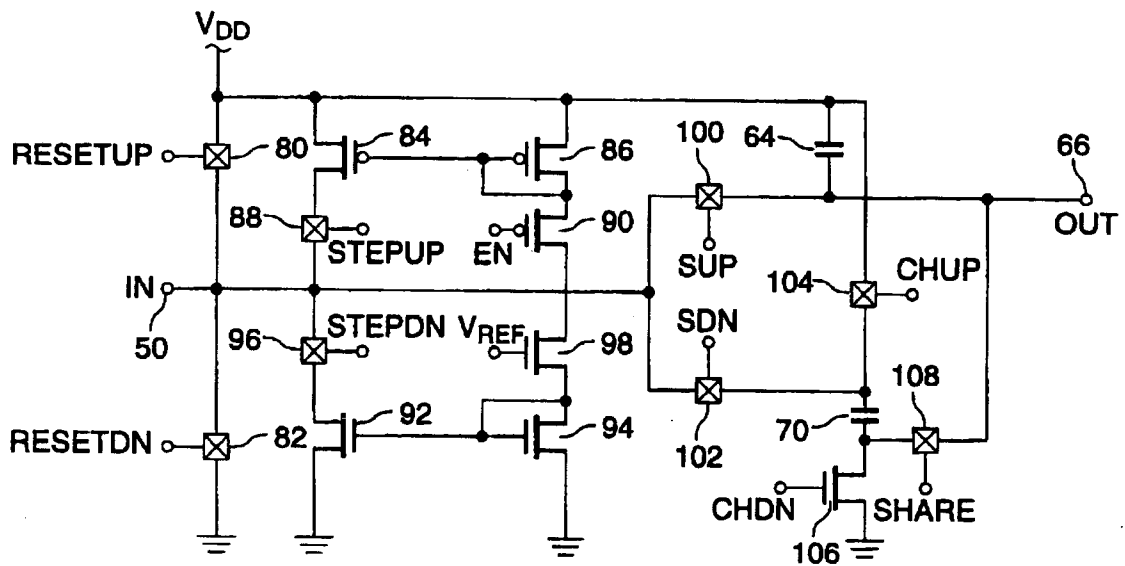 VDD
RESETUP
80
84
86
100
64
66
OUT
88
STEPUP
EN
90
SUP
104
CHUP
IN
50
96
STEPDN
VREF
98
SDN
108
92
94
102
70
RESETDN
82
CHDN
SHARE
106